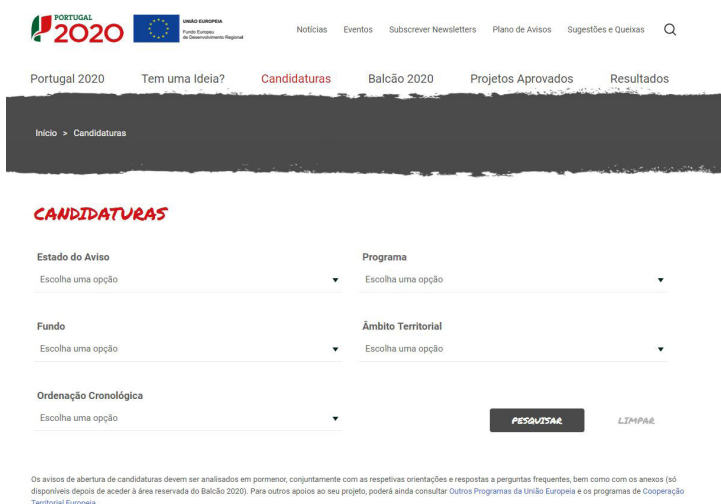 PORTUGAL
2020
UNIÃO EUROPEIA
Fundo Europeu
de Desenvolvimento Regional
Notícias Eventos Subscrever Newsletters Plano de Avisos Sugestões e Queixas
Portugal 2020 Tem uma Ideia? Candidaturas Balcão 2020 Projetos Aprovados Resultados
Início > Candidaturas
CANDIDATURAS
Estado do Aviso Programa
Escolha uma opção Escolha uma opção
Fundo Âmbito Territorial
Escolha uma opção Escolha uma opção
Ordenação Cronológica
Escolha uma opção PESQUISAR LIMPAR
Os avisos de abertura de candidaturas devem ser analisados em pormenor, conjuntamente com as respetivas orientações e respostas a perguntas frequentes, bem como com os anexos (só
disponíveis depois de aceder à área reservada do Balcão 2020). Para outros apoios ao seu projeto, poderá ainda consultar Outros Programas da União Europeia e os programas de Cooperação
Territorial Europeia